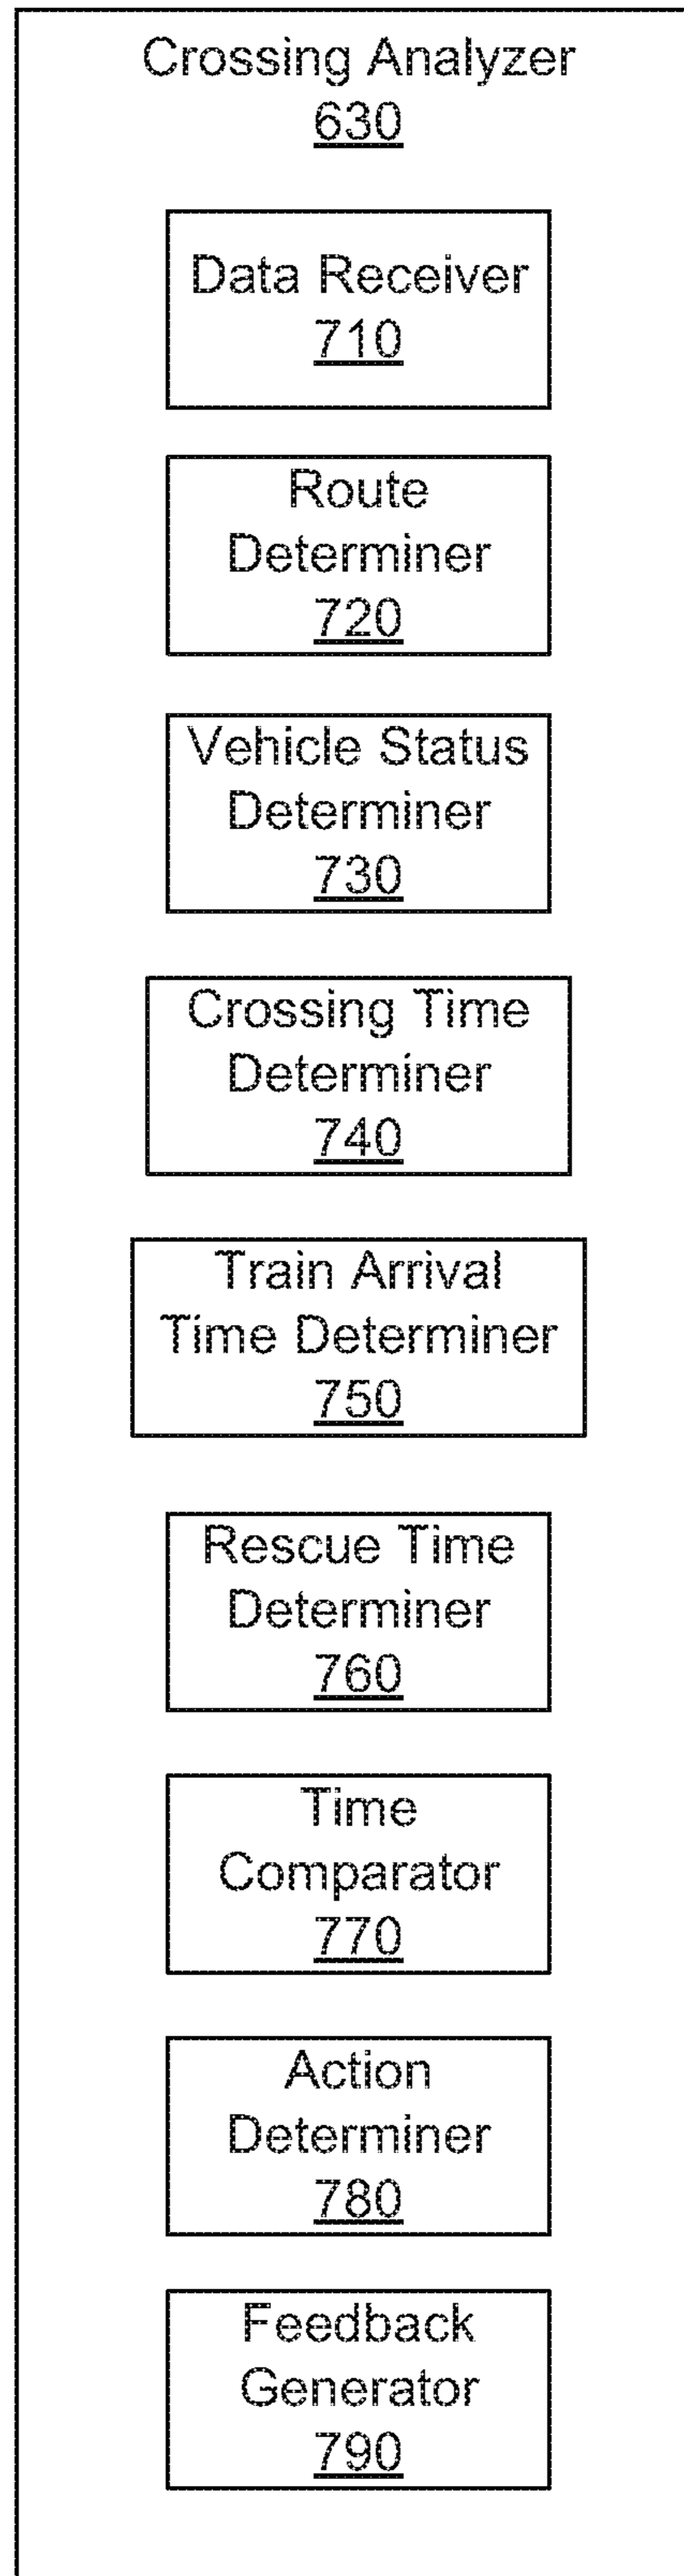 Crossing Analyzer
630
Data Receiver
710
Route
Determiner
720
Vehicle Status
Determiner
730
Crossing Time
Determiner
740
Train Arrival
Time Determiner
750
Rescue Time
Determiner
760
Time
Comparator
770
Action
Determiner
780
Feedback
Generator
790